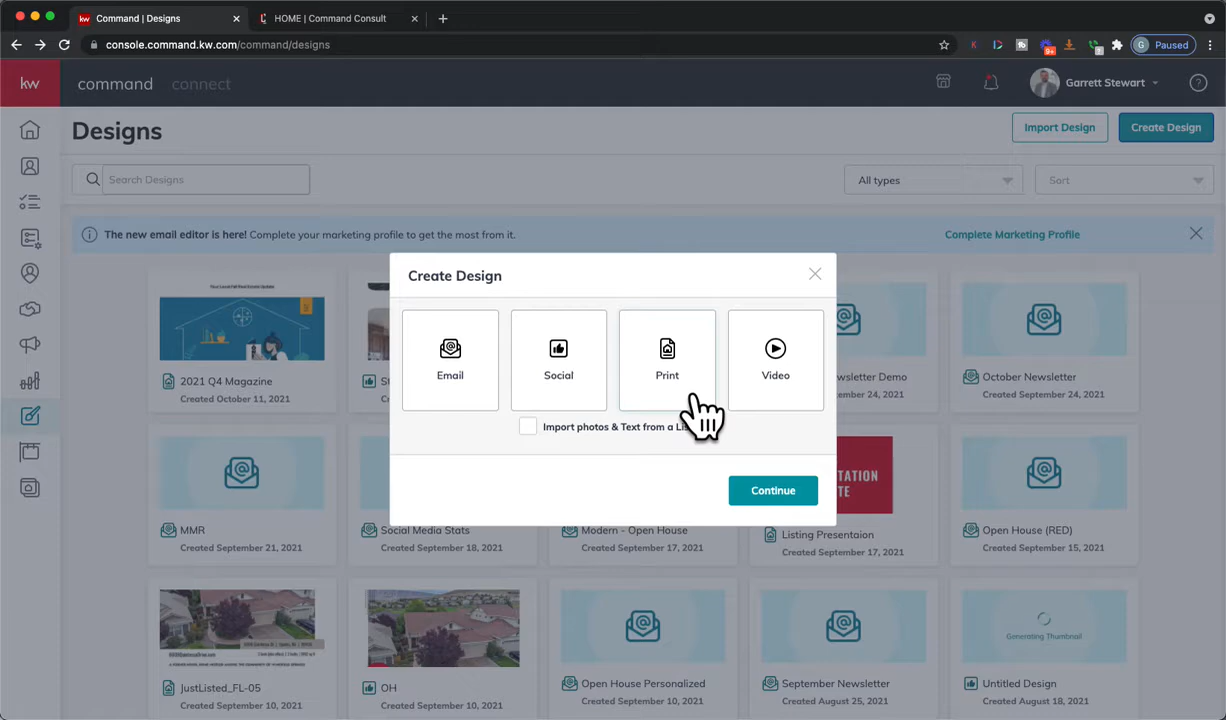 Command | Designs
HOME | Command Consult
console.command.kw.com/command/designs
9+
Paused
kw
command
connect
Garrett Stewart
Designs
Import Design
Create Design
Search Designs
All types
Sort
The new email editor is here! Complete your marketing profile to get the most from it.
Complete Marketing Profile
Create Design
Email
Social
Print
Video
Import photos & Text from a
Continue
2021 Q4 Magazine
Created October 11, 2021
Newsletter Demo
October Newsletter
Created September 24, 2021
MMR
Created September 21, 2021
Social Media Stats
Created September 18, 2021
Modern - Open House
Created September 17, 2021
Listing Presentaion
Created September 17, 2021
Open House (RED)
Created September 15, 2021
JustListed_FL-05
Created September 10, 2021
OH
Created September 10, 2021
Open House Personalized
Created September 10, 2021
September Newsletter
Created August 25, 2021
Generating Thumbnail
Untitled Design
Created August 18, 2021